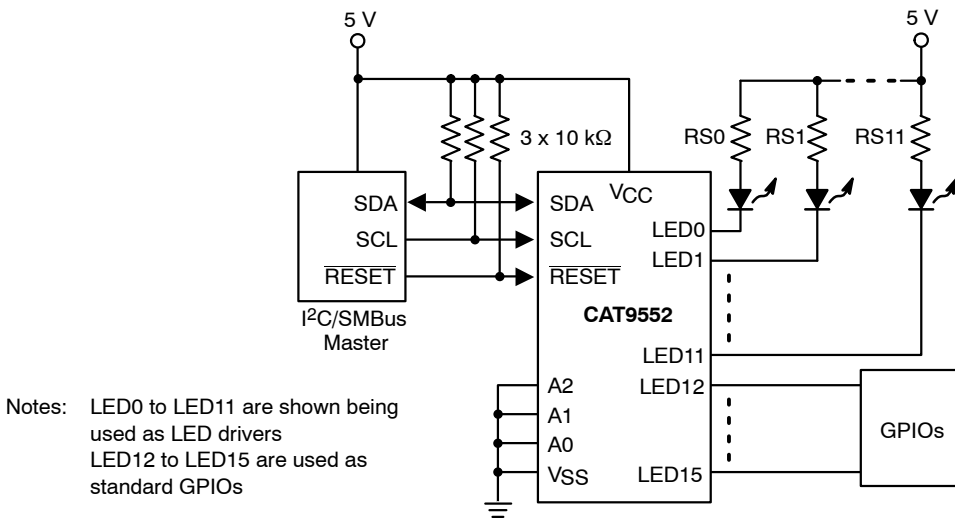 5 V
5 V
3 x 10 kΩ
RS0
RS1
RS11
SDA
SCL
RESET
I2C/SMBus
Master
VCC
SDA
SCL
RESET
CAT9552
LED0
LED1
LED11
LED12
LED15
A2
A1
A0
VSS
GPIOs
Notes: LED0 to LED11 are shown being
used as LED drivers
LED12 to LED15 are used as
standard GPIOs